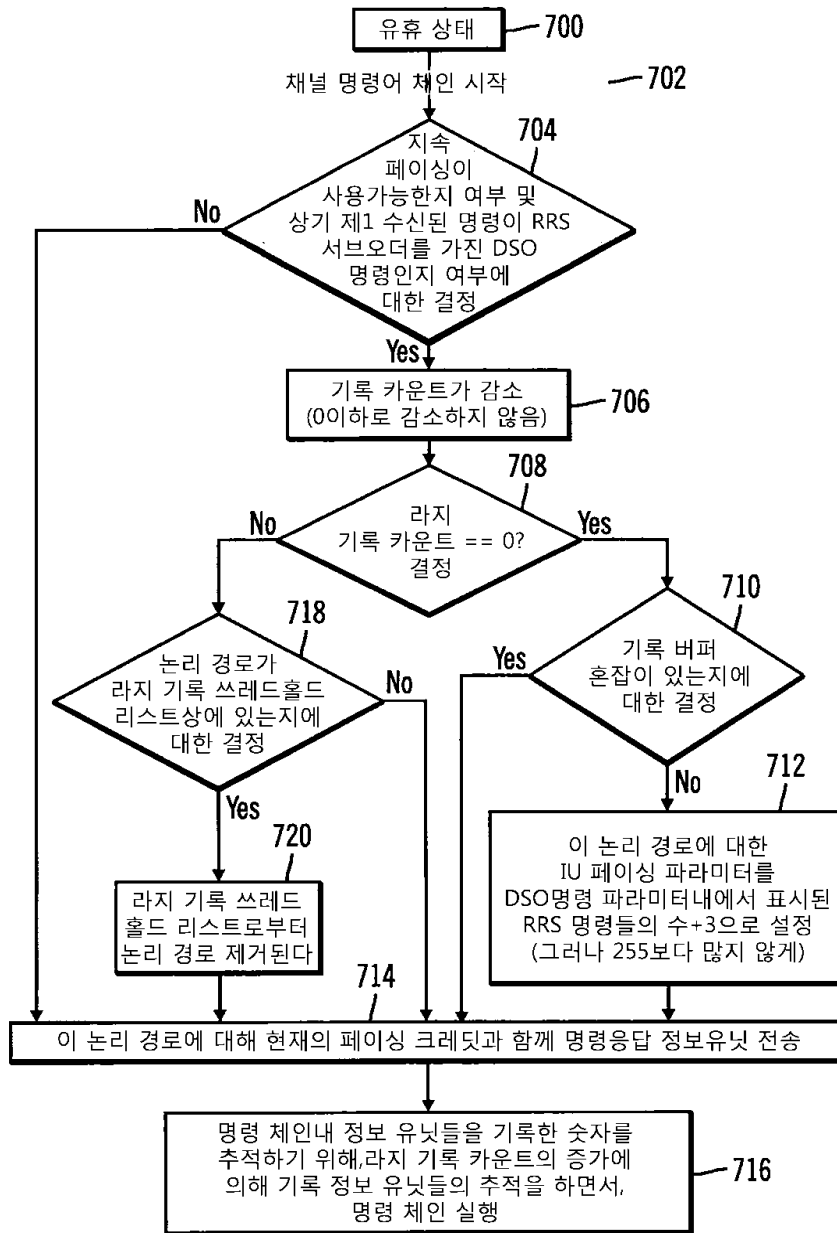 유휴 상태
700
채널 명령어 체인 시작
702
704
지속
페이싱이
사용가능한지 여부 및
상기 제1 수신된 명령이 RRS
서브오더를 가진 DSO
명령인지 여부에
대한 결정
No
Yes
기록 카운트가 감소
(0이하로 감소하지 않음)
706
708
라지
기록 카운트 == 0?
결정
No
Yes
718
논리 경로가
라지 기록 쓰레드홀드
리스트상에 있는지에
대한 결정
No
Yes
710
기록 버퍼
혼잡이 있는지에
대한 결정
Yes
No
720
라지 기록 쓰레드
홀드 리스트로부터
논리 경로 제거된다
712
이 논리 경로에 대한
IU 페이싱 파라미터를
DSO명령 파라미터내에서 표시된
RRS 명령들의 수+3으로 설정
(그러나 255보다 많지 않게)
714
이 논리 경로에 대해 현재의 페이싱 크레딧과 함께 명령응답 정보유닛 전송
명령 체인내 정보 유닛들을 기록한 숫자를
추적하기 위해,라지 기록 카운트의 증가에
의해 기록 정보 유닛들의 추적을 하면서,
명령 체인 실행
716